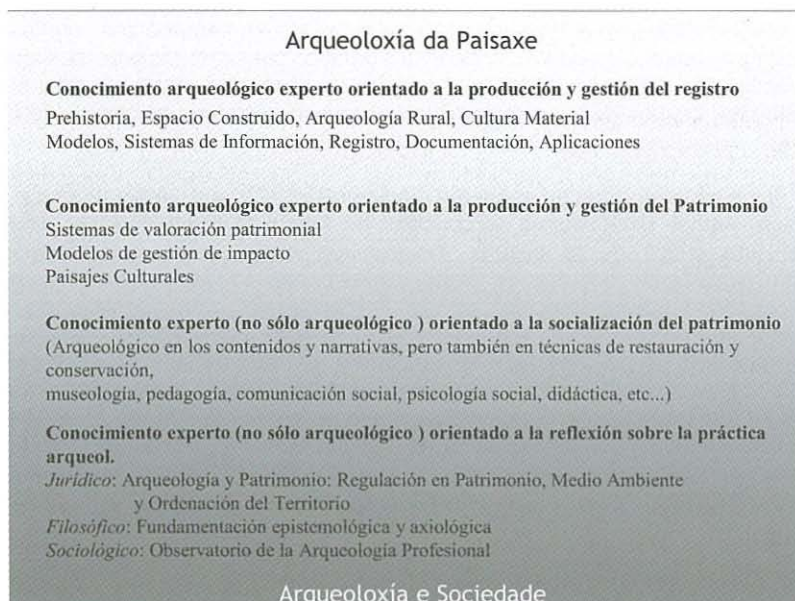 Arqueoloxía da Paisaxe
Conocimiento arqueológico experto orientado a la producción y gestión del registro
Prehistoria, Espacio Construido, Arqueología Rural, Cultura Material
Modelos, Sistemas de Información, Registro, Documentación, Aplicaciones
Conocimiento arqueológico experto orientado a la producción y gestión del Patrimonio
Sistemas de valoración patrimonial
Modelos de gestión de impacto
Paisajes Culturales
Conocimiento experto (no sólo arqueológico ) orientado a la socialización del patrimonio
(Arqueológico en los contenidos y narrativas, pero también en técnicas de restauración y
conservación,
museología, pedagogía, comunicación social, psicología social, didáctica, etc...)
Conocimiento experto (no sólo arqueológico ) orientado a la reflexión sobre la práctica
arqueol.
Jurídico: Arqueología y Patrimonio: Regulación en Patrimonio, Medio Ambiente
y Ordenación del Territorio
Filosófico: Fundamentación epistemológica y axiológica
Sociológico: Observatorio de la Arqueología Profesional
Arqueoloxía e Sociedade